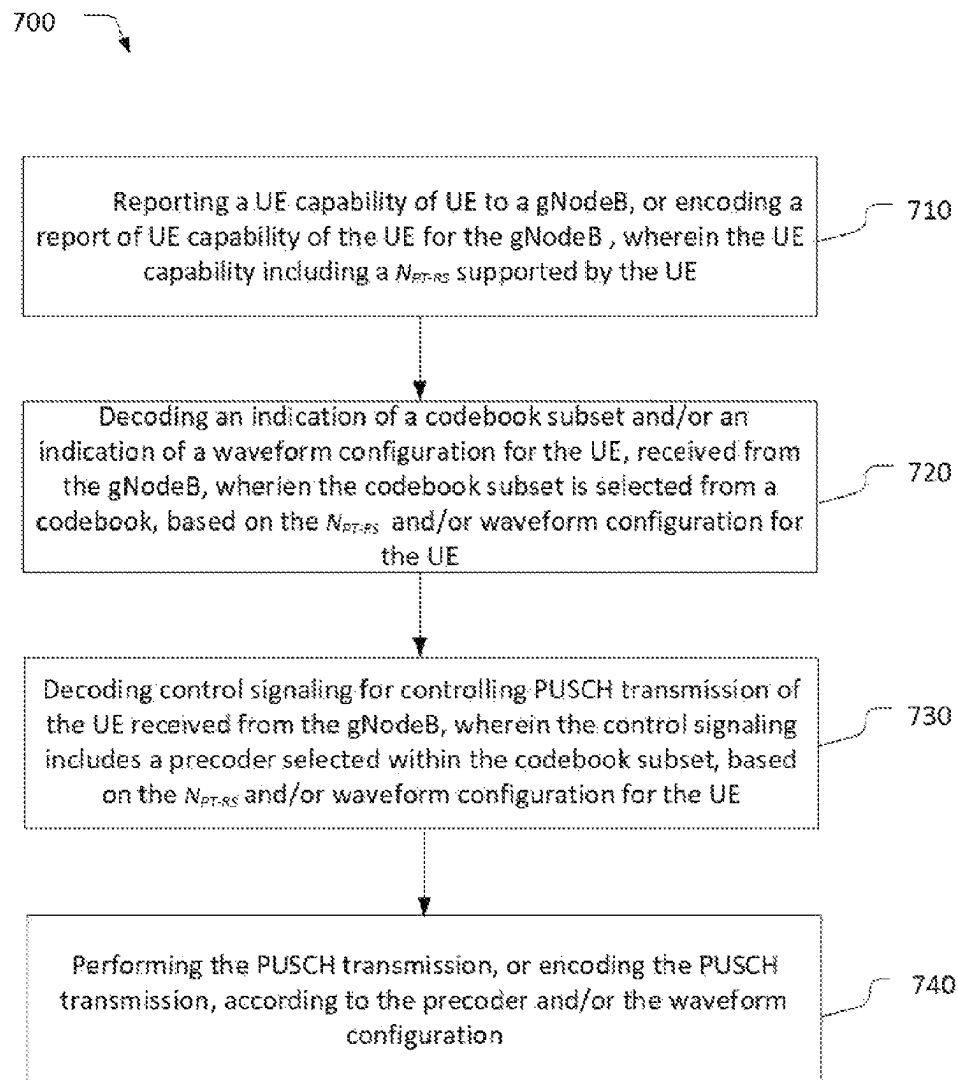 700
Reporting a UE capability of UE to a gNodeB, or encoding a
report of UE capability of the UE for the gNodeB , wherein the UE
capability including a N_PT-RS supported by the UE
710
Decoding an indication of a codebook subset and/or an
indication of a waveform configuration for the UE, received from
the gNodeB, wherien the codebook subset is selected from a
codebook, based on the N_PT-RS and/or waveform configuration for
the UE
720
Decoding control signaling for controlling PUSCH transmission of
the UE received from the gNodeB, wherein the control signaling
includes a precoder selected within the codebook subset, based
on the N_PT-RS and/or waveform configuration for the UE
730
Performing the PUSCH transmission, or encoding the PUSCH
transmission, according to the precoder and/or the waveform
configuration
740